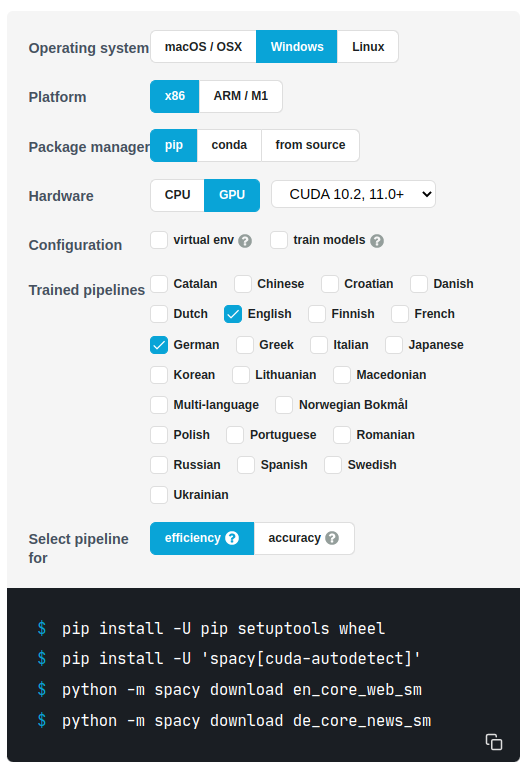 Operating system macOS / OSX Windows Linux
Platform x86 ARM / M1
Package manager pip conda from source
Hardware CPU GPU CUDA 10.2, 11.0+
Configuration virtual env ? train models ?
Trained pipelines Catalan Chinese Croatian Danish
Dutch English Finnish French
German Greek Italian Japanese
Korean Lithuanian Macedonian
Multi-language Norwegian Bokmål
Polish Portuguese Romanian
Russian Spanish Swedish
Ukrainian
Select pipeline for efficiency ? accuracy ?
$ pip install -U pip setuptools wheel
$ pip install -U 'spacy[cuda-autodetect]'
$ python -m spacy download en_core_web_sm
$ python -m spacy download de_core_news_sm